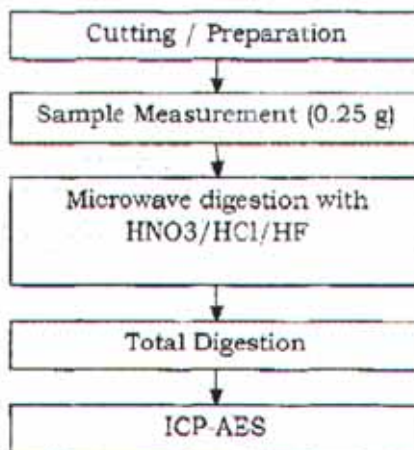 Cutting / Preparation
Sample Measurement (0.25 g)
Microwave digestion with
HNO3/HCl/HF
Total Digestion
ICP-AES